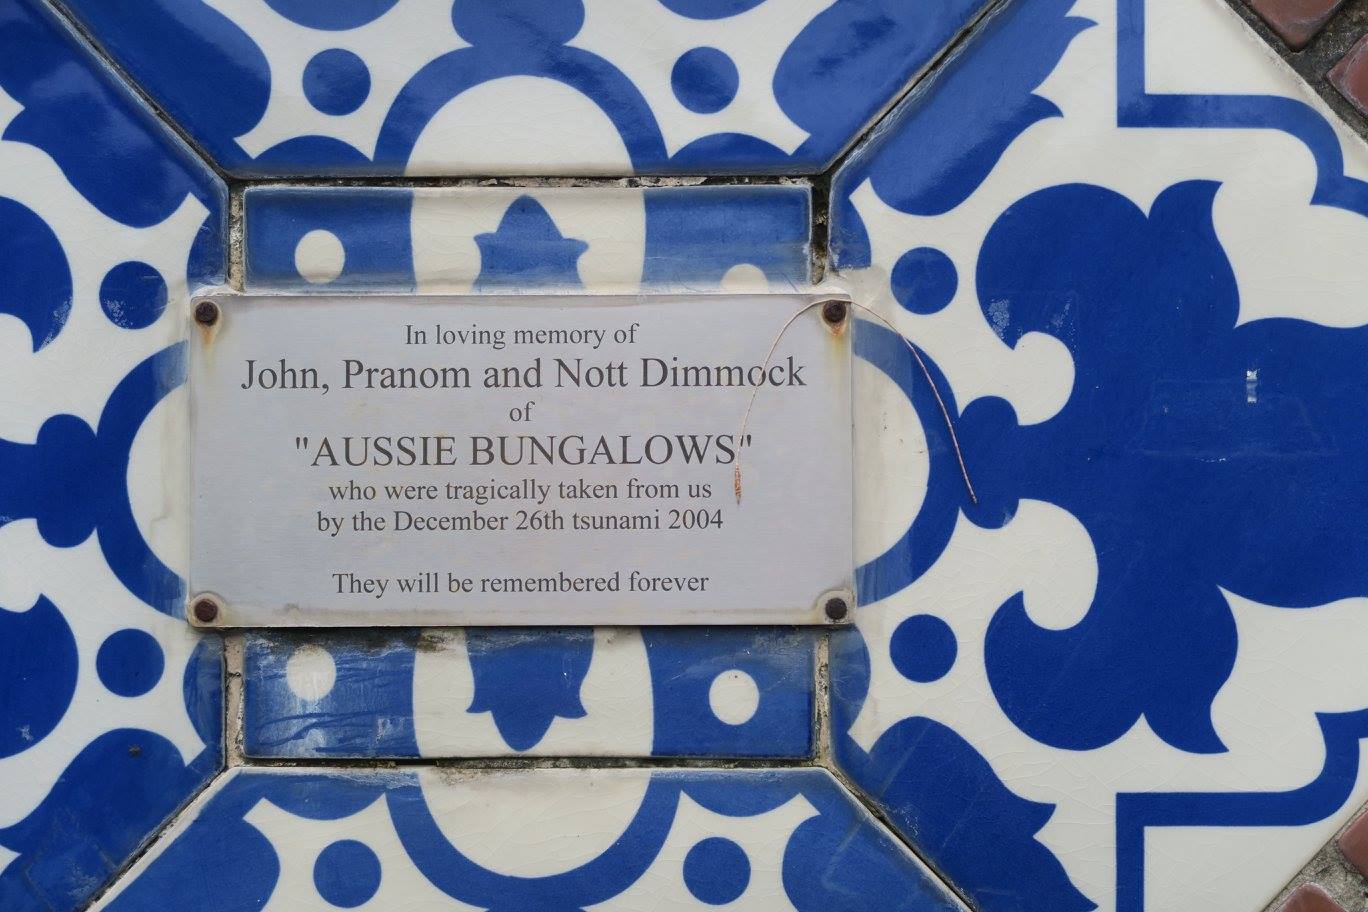 In loving memory of
John, Pranom and Nott Dimmock
of
"AUSSIE BUNGALOWS"
who were tragically taken from us
by the December 26th tsunami 2004
They will be remembered forever